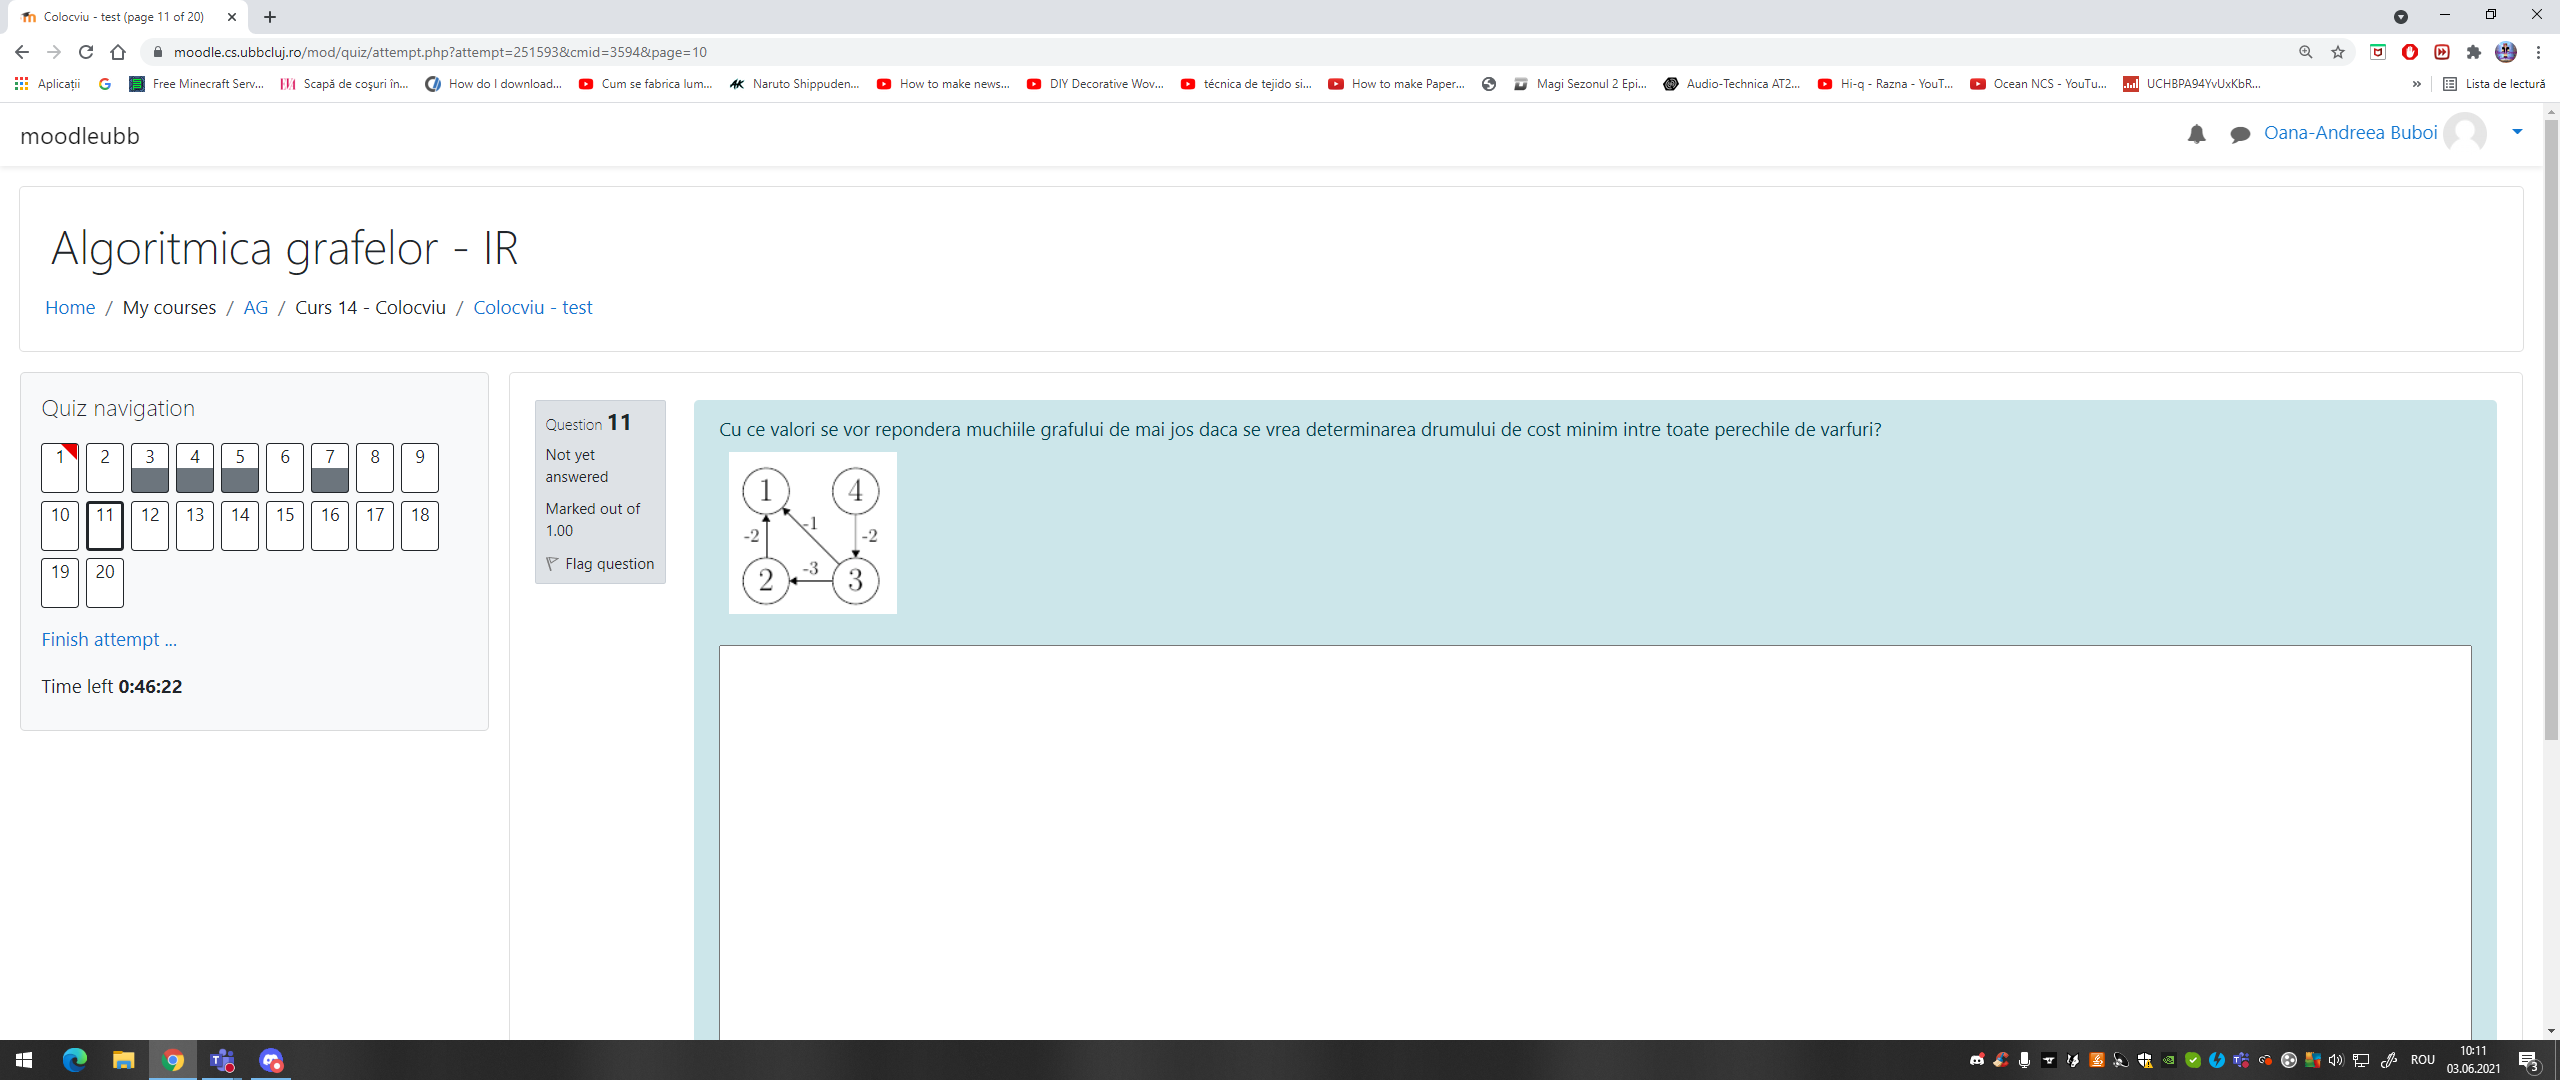 Colocviu - test (page 11 of 20)
moodle.cs.ubbcluj.ro/mod/quiz/attempt.php?attempt=251593&cmid=3594&page=10
Aplicații
Free Minecraft Serv...
Scapă de coșuri în...
How do I download...
Cum se fabrica lum...
Naruto Shippuden...
How to make news...
DIY Decorative Wov...
técnica de tejido si...
How to make Paper...
Magi Sezonul 2 Epi...
Audio-Technica AT2...
Hi-q - Razna - YouT...
Ocean NCS - YouTu...
UCHBPA94YvUxKbR...
»
Lista de lectură
moodleubb
Oana-Andreea Buboi
Algoritmica grafelor - IR
Home / My courses / AG / Curs 14 - Colocviu / Colocviu - test
Quiz navigation
1 2 3 4 5 6 7 8 9
10 11 12 13 14 15 16 17 18
19 20
Finish attempt ...
Time left 0:46:22
Question 11
Not yet
answered
Marked out of
1.00
Flag question
Cu ce valori se vor repondera muchiile grafului de mai jos daca se vrea determinarea drumului de cost minim intre toate perechile de varfuri?
1 4
-1
-2 -2
-3
2 3
ROU
10:11
03.06.2021
3